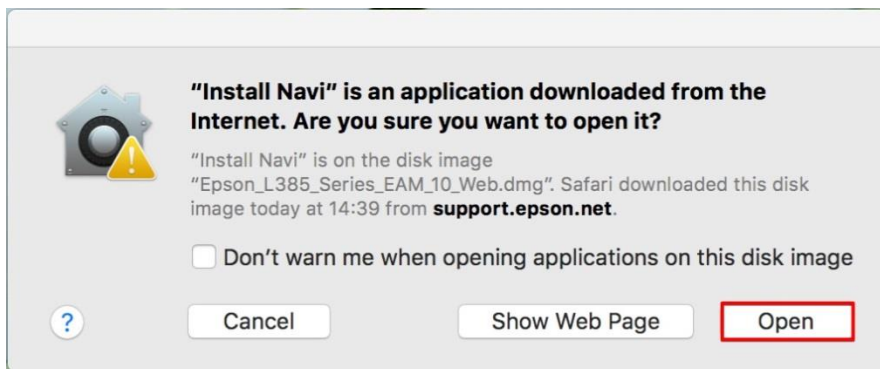 “Install Navi” is an application downloaded from the
Internet. Are you sure you want to open it?
“Install Navi” is on the disk image
“Epson_L385_Series_EAM_10_Web.dmg”. Safari downloaded this disk
image today at 14:39 from support.epson.net.
Don’t warn me when opening applications on this disk image
? Cancel Show Web Page Open